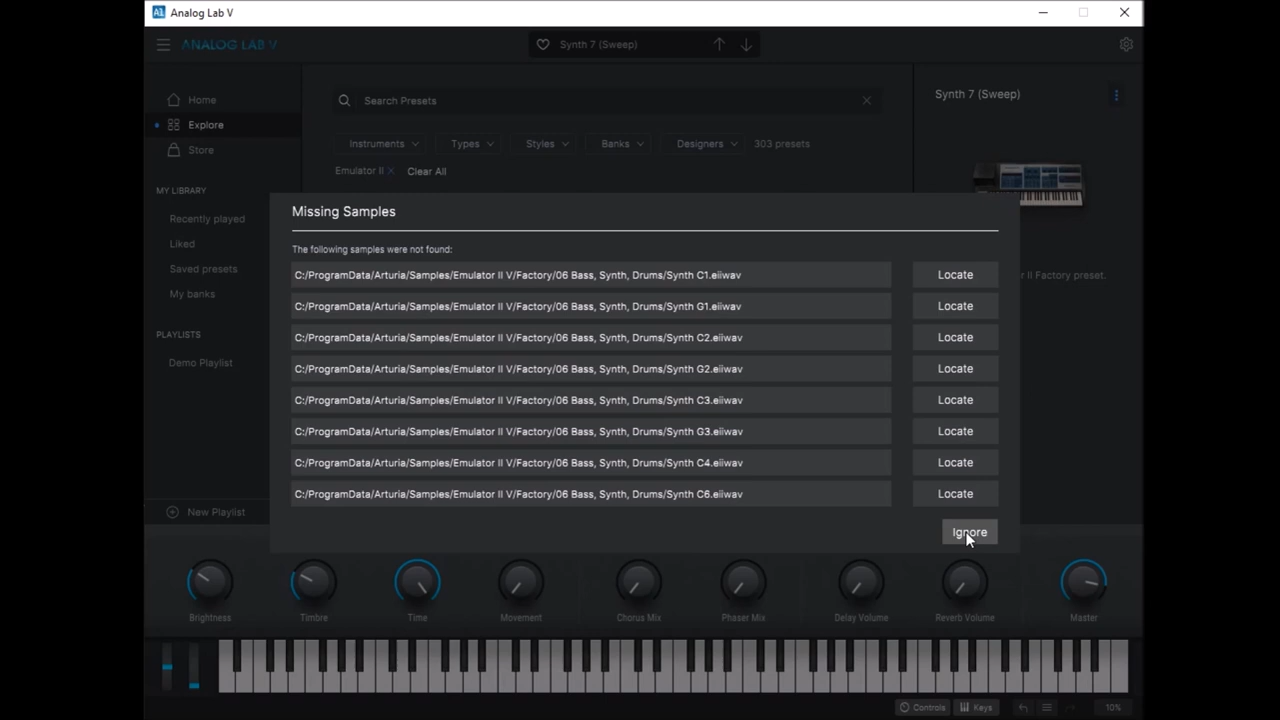 Analog Lab V
ANALOG LAB V
Synth 7 (Sweep)
Home
Explore
Store
MY LIBRARY
Recently played
Liked
Saved presets
My banks
PLAYLISTS
Demo Playlist
New Playlist
Search Presets
Instruments Types Styles Banks Designers 303 presets
Emulator II Clear All
Synth 7 (Sweep)
r II Factory preset.
Missing Samples
The following samples were not found:
C:/ProgramData/Arturia/Samples/Emulator II V/Factory/06 Bass, Synth, Drums/Synth C1.eiiwav Locate
C:/ProgramData/Arturia/Samples/Emulator II V/Factory/06 Bass, Synth, Drums/Synth G1.eiiwav Locate
C:/ProgramData/Arturia/Samples/Emulator II V/Factory/06 Bass, Synth, Drums/Synth C2.eiiwav Locate
C:/ProgramData/Arturia/Samples/Emulator II V/Factory/06 Bass, Synth, Drums/Synth G2.eiiwav Locate
C:/ProgramData/Arturia/Samples/Emulator II V/Factory/06 Bass, Synth, Drums/Synth C3.eiiwav Locate
C:/ProgramData/Arturia/Samples/Emulator II V/Factory/06 Bass, Synth, Drums/Synth G3.eiiwav Locate
C:/ProgramData/Arturia/Samples/Emulator II V/Factory/06 Bass, Synth, Drums/Synth C4.eiiwav Locate
C:/ProgramData/Arturia/Samples/Emulator II V/Factory/06 Bass, Synth, Drums/Synth C6.eiiwav Locate
Ignore
Brightness Timbre Time Movement Chorus Mix Phaser Mix Delay Volume Reverb Volume Master
Controls Keys 10%